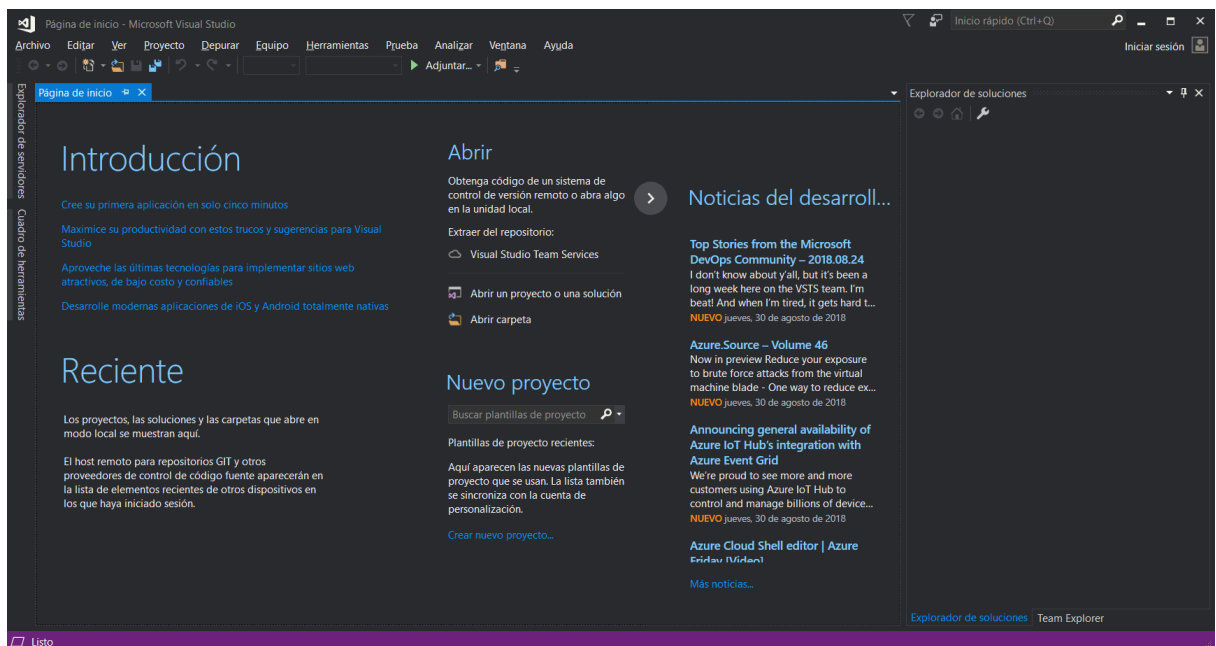 Página de inicio - Microsoft Visual Studio
Inicio rápido (Ctrl+Q)
Archivo Editar Ver Proyecto Depurar Equipo Herramientas Prueba Analizar Ventana Ayuda
Iniciar sesión
Adjuntar...
Explorador de servidores
Cuadro de herramientas
Página de inicio
Introducción
Cree su primera aplicación en solo cinco minutos
Maximice su productividad con estos trucos y sugerencias para Visual
Studio
Aproveche las últimas tecnologías para implementar sitios web
atractivos, de bajo costo y confiables
Desarrolle modernas aplicaciones de iOS y Android totalmente nativas
Reciente
Los proyectos, las soluciones y las carpetas que abre en
modo local se muestran aquí.
El host remoto para repositorios GIT y otros
proveedores de control de código fuente aparecerán en
la lista de elementos recientes de otros dispositivos en
los que haya iniciado sesión.
Abrir
Obtenga código de un sistema de
control de versión remoto o abra algo
en la unidad local.
Extraer del repositorio:
Visual Studio Team Services
Abrir un proyecto o una solución
Abrir carpeta
Nuevo proyecto
Buscar plantillas de proyecto
Plantillas de proyecto recientes:
Aquí aparecen las nuevas plantillas de
proyecto que se usan. La lista también
se sincroniza con la cuenta de
personalización.
Crear nuevo proyecto...
Noticias del desarroll...
Top Stories from the Microsoft
DevOps Community – 2018.08.24
I don't know about y'all, but it's been a
long week here on the VSTS team. I'm
beat! And when I'm tired, it gets hard t...
NUEVO jueves, 30 de agosto de 2018
Azure.Source – Volume 46
Now in preview Reduce your exposure
to brute force attacks from the virtual
machine blade - One way to reduce ex...
NUEVO jueves, 30 de agosto de 2018
Announcing general availability of
Azure IoT Hub's integration with
Azure Event Grid
We're proud to see more and more
customers using Azure IoT Hub to
control and manage billions of device...
NUEVO jueves, 30 de agosto de 2018
Azure Cloud Shell editor | Azure
Friday [Video]
Más noticias...
Explorador de soluciones
Explorador de soluciones Team Explorer
Listo